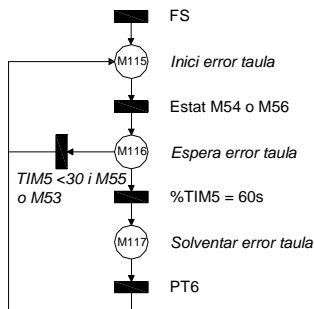 FS
M115
Inici error taula
Estat M54 o M56
M116
Espera error taula
TIM5 <30 i M55
o M53
%TIM5 = 60s
M117
Solventar error taula
PT6